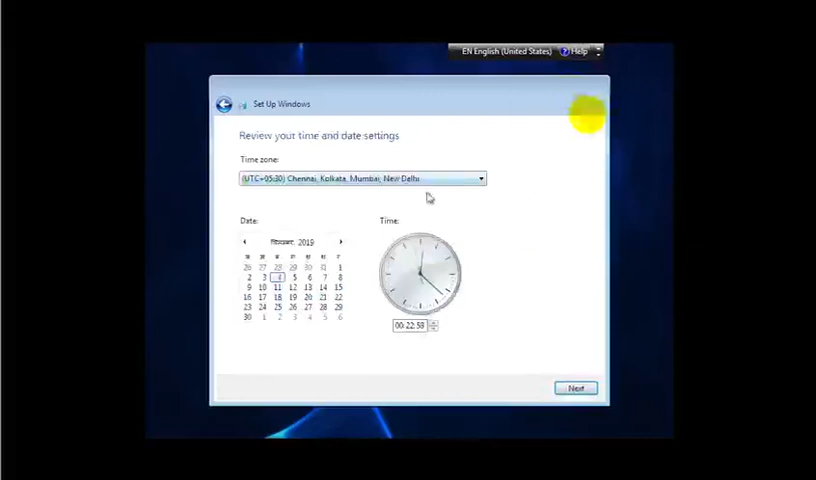 EN English (United States) Help
Set Up Windows
Review your time and date settings
Time zone:
(UTC+05:30) Chennai, Kolkata, Mumbai, New Delhi
Date:
Time:
February, 2019
26 27 28 29 30 31 1
2 3 4 5 6 7 8
9 10 11 12 13 14 15
16 17 18 19 20 21 22
23 24 25 26 27 28 29
30 1 2 3 4 5 6
00:22:58
Next